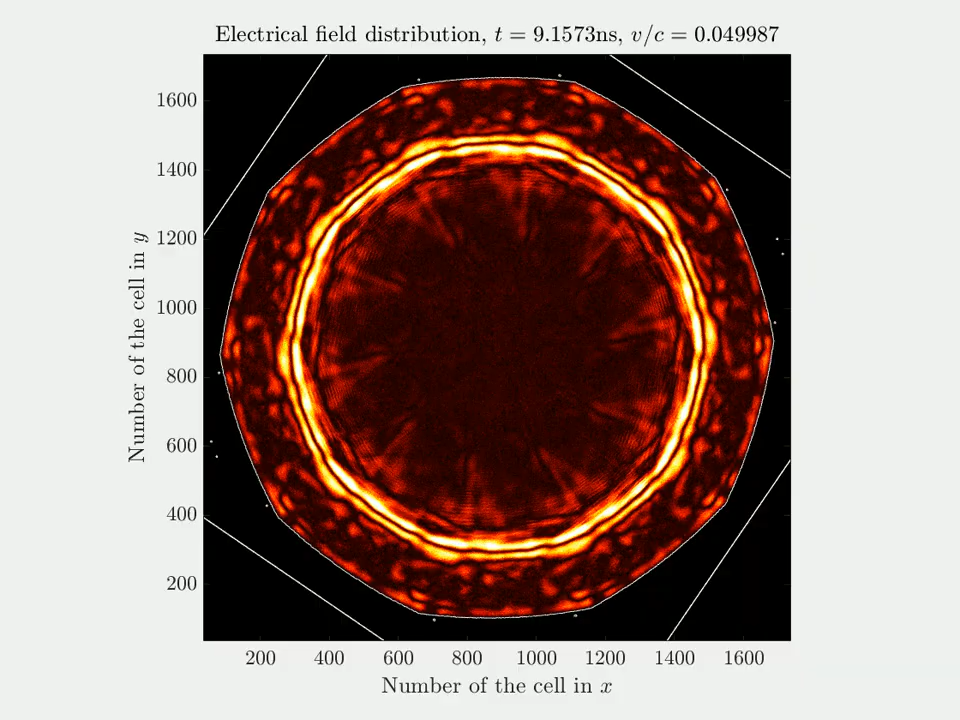 Electrical field distribution, t = 9.1573ns, v/c = 0.049987
1600
1400
1200
1000
800
600
400
200
Number of the cell in y
200 400 600 800 1000 1200 1400 1600
Number of the cell in x